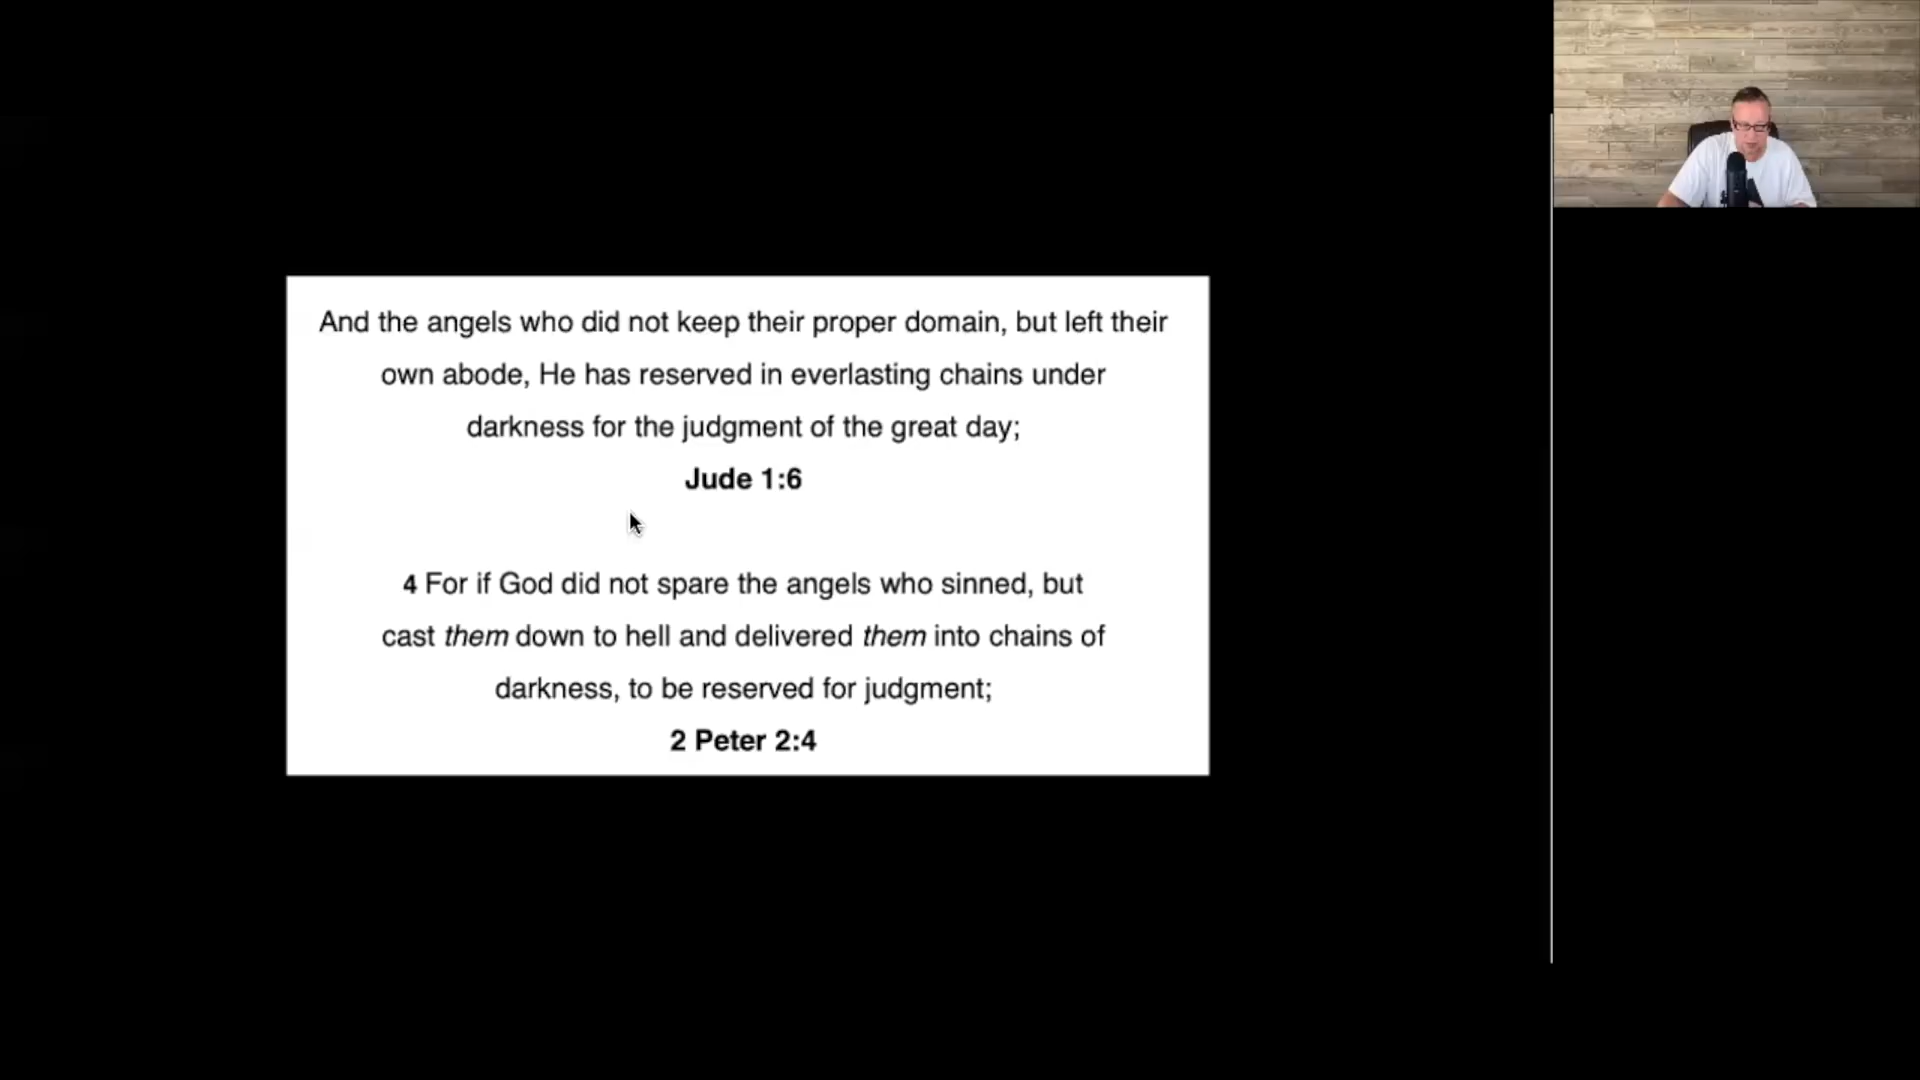 And the angels who did not keep their proper domain, but left their
own abode, He has reserved in everlasting chains under
darkness for the judgment of the great day;
Jude 1:6
4 For if God did not spare the angels who sinned, but
cast them down to hell and delivered them into chains of
darkness, to be reserved for judgment;
2 Peter 2:4